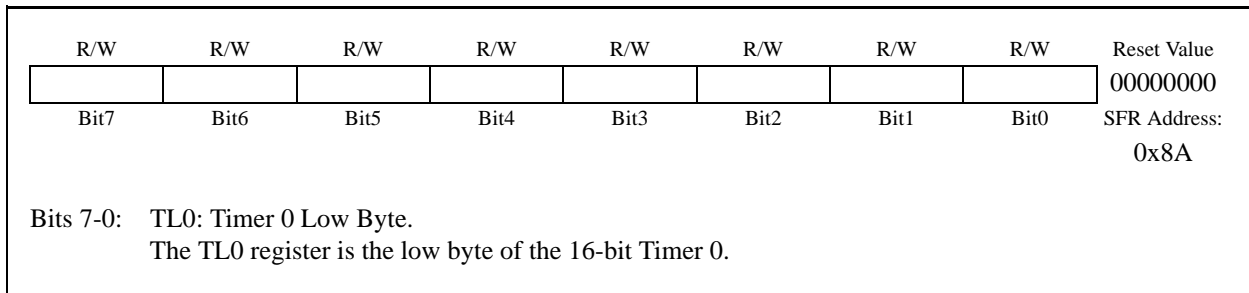 R/W R/W R/W R/W R/W R/W R/W R/W Reset Value
00000000
Bit7 Bit6 Bit5 Bit4 Bit3 Bit2 Bit1 Bit0 SFR Address:
0x8A
Bits 7-0: TL0: Timer 0 Low Byte.
The TL0 register is the low byte of the 16-bit Timer 0.